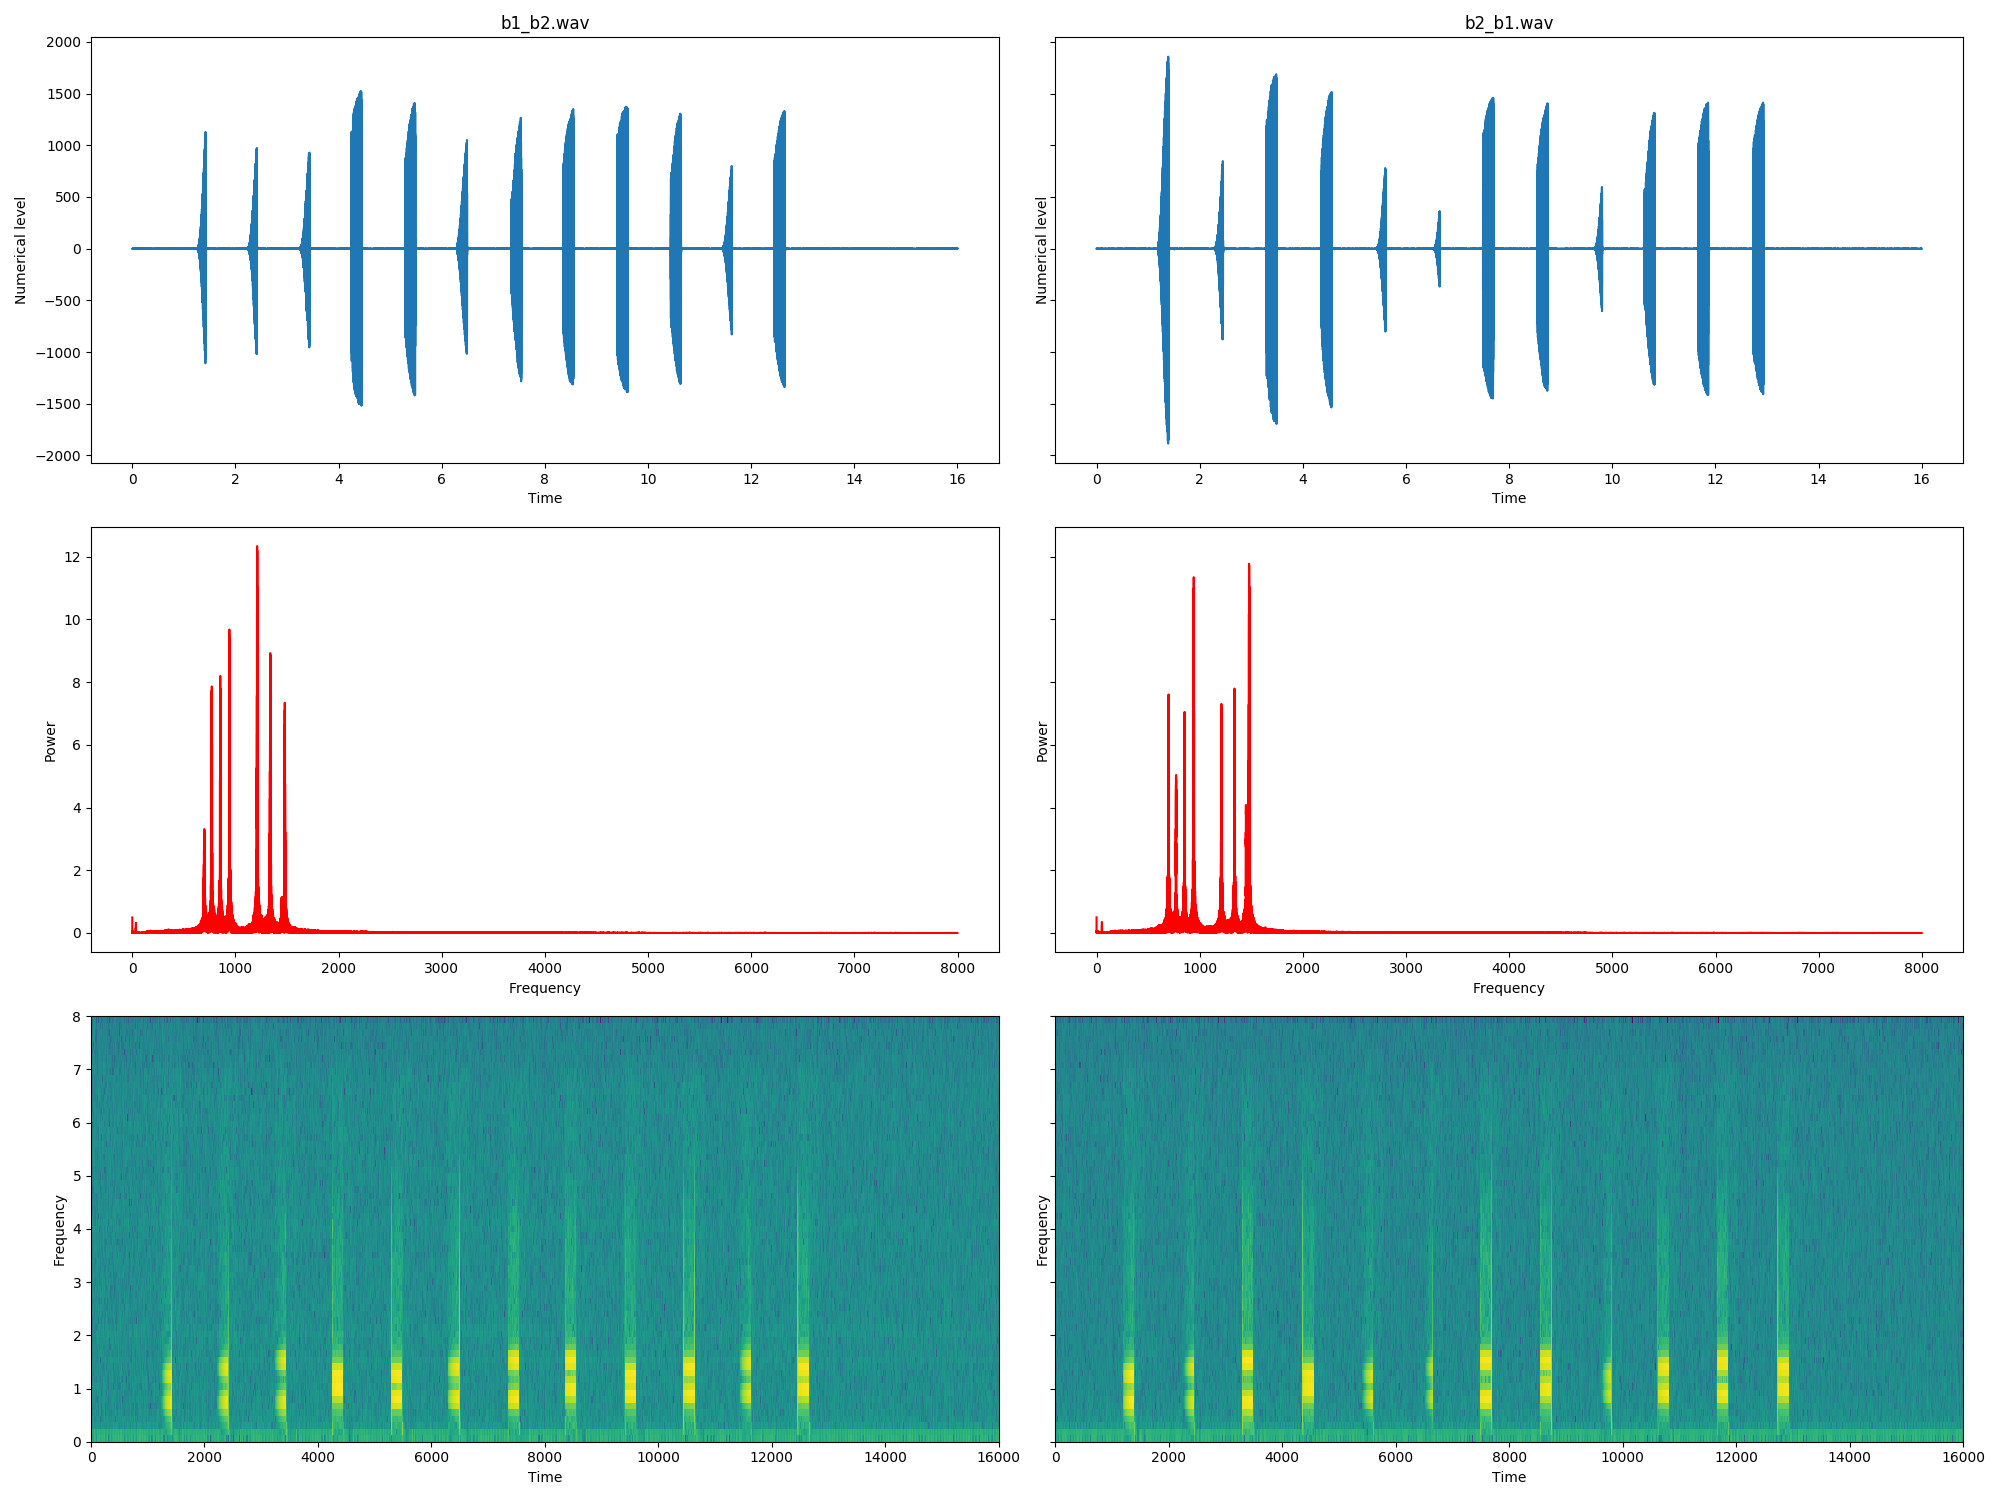 b1_b2.wav b2_b1.wav
2000
1500
1000
500
0
−500
−1000
−1500
−2000
Numerical level Numerical level
0 2 4 6 8 10 12 14 16 0 2 4 6 8 10 12 14 16
Time Time
12
10
8
6
4
2
0
Power Power
0 1000 2000 3000 4000 5000 6000 7000 8000 0 1000 2000 3000 4000 5000 6000 7000 8000
Frequency Frequency
8
7
6
5
4
3
2
1
0
Frequency Frequency
0 2000 4000 6000 8000 10000 12000 14000 16000 0 2000 4000 6000 8000 10000 12000 14000 16000
Time Time